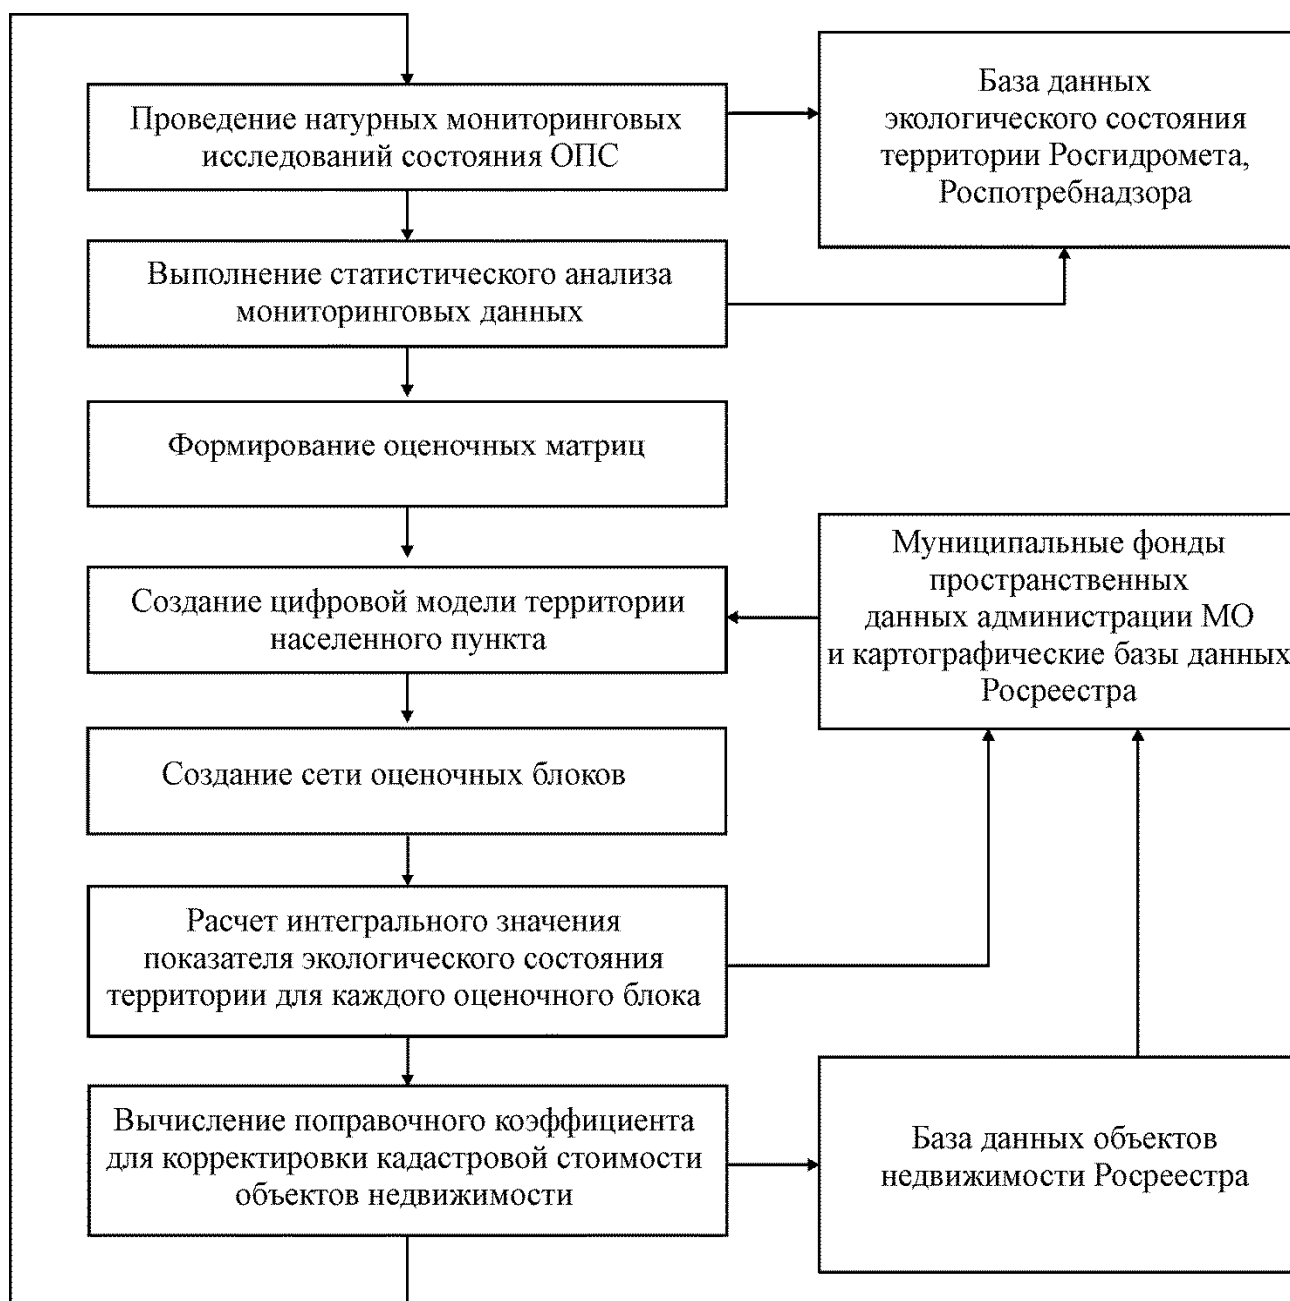 Проведение натурных мониторинговых
исследований состояния ОПС
База данных
экологического состояния
территории Росгидромета,
Роспотребнадзора
Выполнение статистического анализа
мониторинговых данных
Формирование оценочных матриц
Создание цифровой модели территории
населенного пункта
Муниципальные фонды
пространственных
данных администрации МО
и картографические базы данных
Росреестра
Создание сети оценочных блоков
Расчет интегрального значения
показателя экологического состояния
территории для каждого оценочного блока
Вычисление поправочного коэффициента
для корректировки кадастровой стоимости
объектов недвижимости
База данных объектов
недвижимости Росреестра